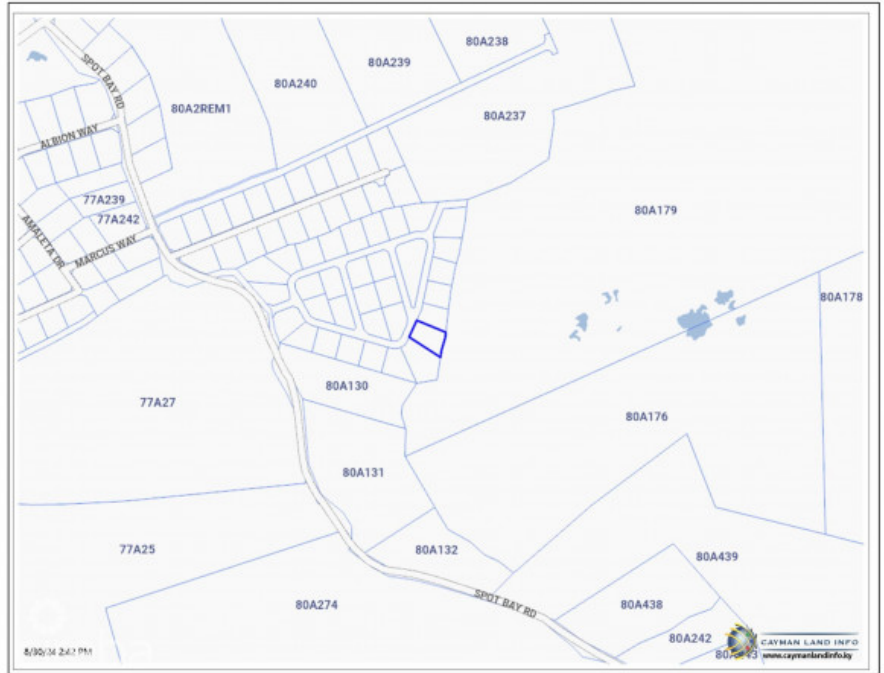 80A238
80A239
80A240
SPOT BAY RD
80A2REM1
80A237
ALBION WAY
77A239
77A242
80A179
AMALETA DR
MARCUS WAY
80A178
80A130
77A27
80A176
80A131
77A25
80A132
80A439
80A274
SPOT BAY RD
80A438
80A242
CAYMAN LAND INFO
www.caymanlandinfo.ky